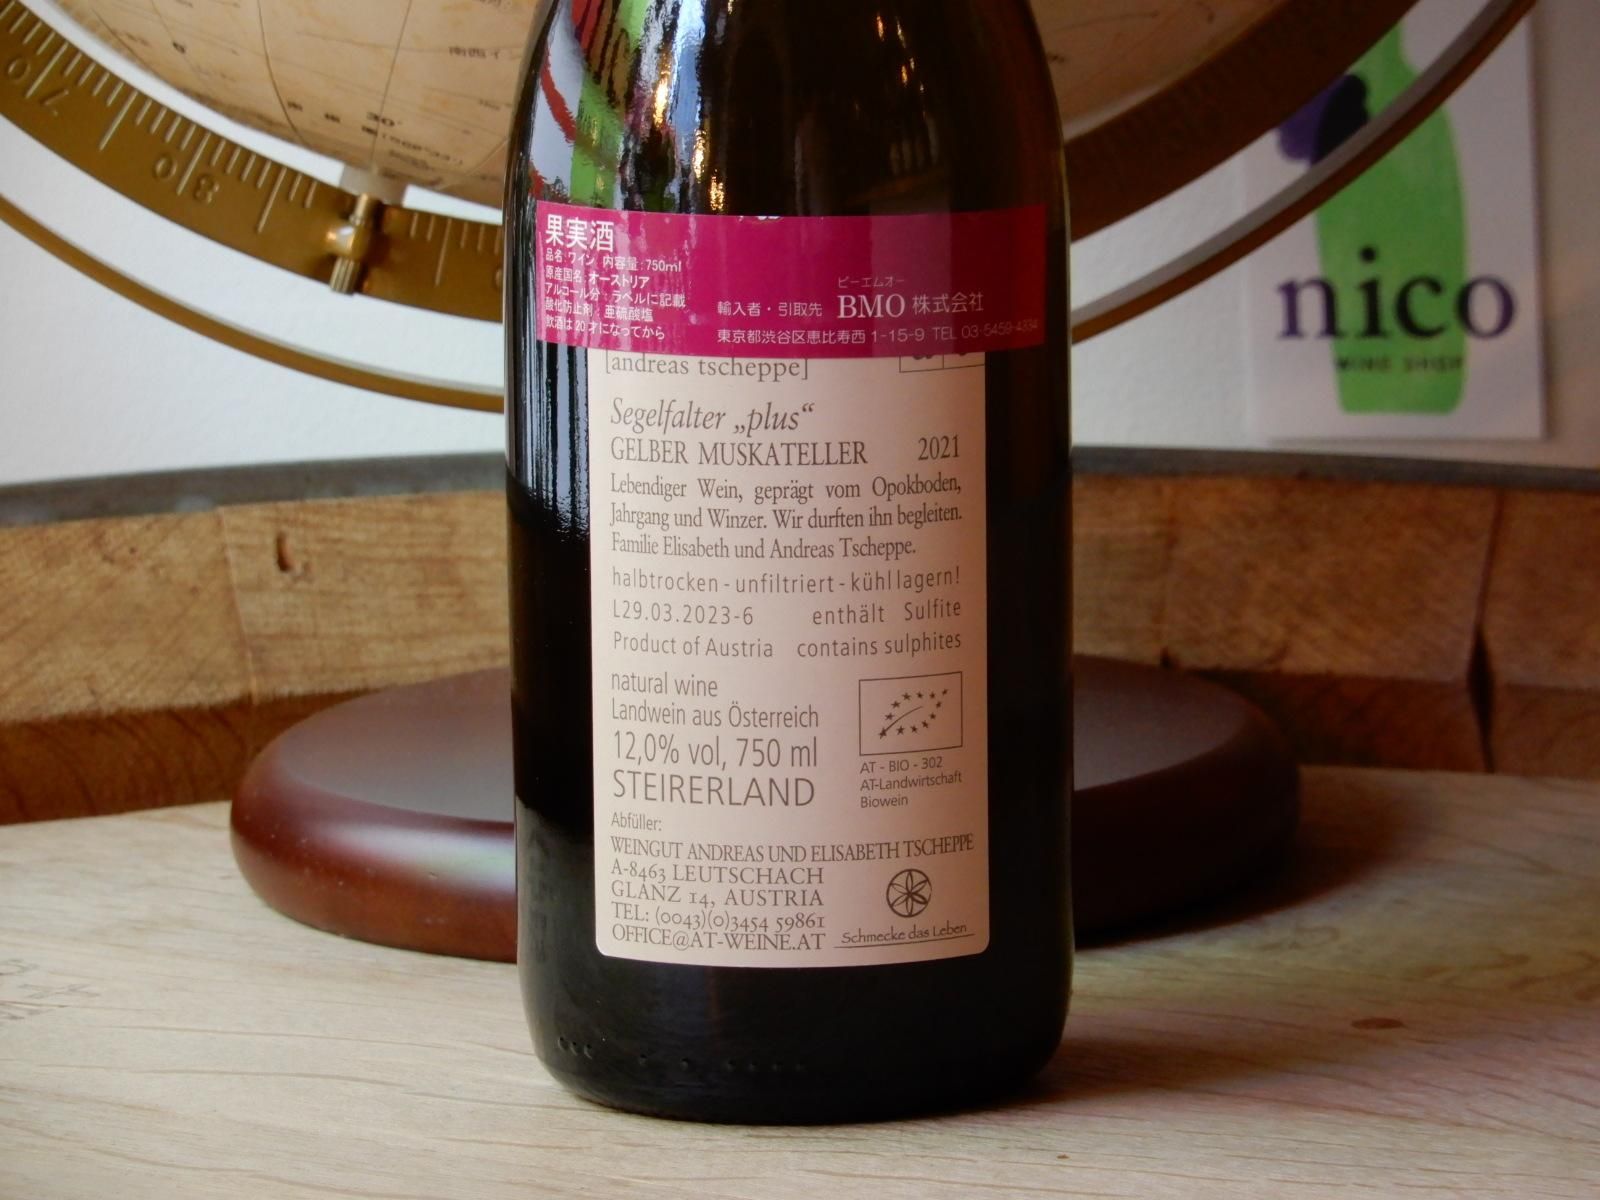 果実酒
品名:ワイン 内容量:750ml
原産国名:オーストリア
アルコール分:ラベルに記載
酸化防止剤:亜硫酸塩
飲酒は20才になってから
ビーエムオー
輸入者・引取先 BMO 株式会社
東京都渋谷区恵比寿西1-15-9 TEL 03-5459-4334
[andreas tscheppe]
Segelfalter „plus“
GELBER MUSKATELLER 2021
Lebendiger Wein, geprägt vom Opokboden,
Jahrgang und Winzer. Wir durften ihn begleiten.
Familie Elisabeth und Andreas Tscheppe.
halbtrocken - unfiltriert - kühl lagern!
L29.03.2023-6 enthält Sulfite
Product of Austria contains sulphites
natural wine
Landwein aus Österreich
12,0% vol, 750 ml
STEIRERLAND
AT - BIO - 302
AT-Landwirtschaft
Biowein
Abfüller:
WEINGUT ANDREAS UND ELISABETH TSCHEPPE
A-8463 LEUTSCHACH
GLANZ 14, AUSTRIA
TEL: (0043)(0)3454 59861
OFFICE@AT-WEINE.AT
Schmecke das Leben
nico
WINE SHOP
30°